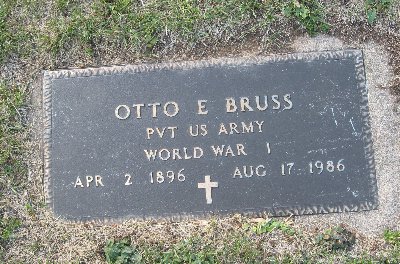 OTTO E BRUSS
PVT US ARMY
WORLD WAR I
APR 2 1896 AUG 17 1986